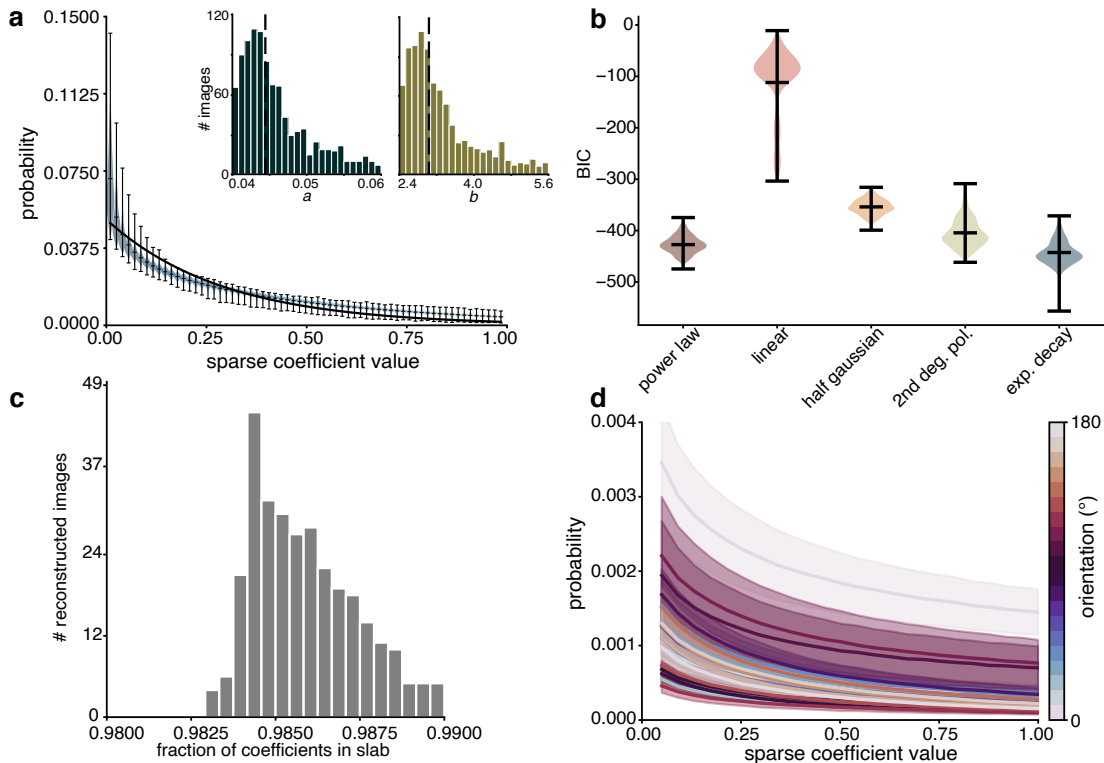 a
0.1500
0.1125
0.0750
0.0375
0.0000
probability
0.00
0.25
0.50
0.75
1.00
sparse coefficient value
120
60
0
# images
0.04
0.05
0.06
a
2.4
4.0
5.6
b
b
0
−100
−200
−300
−400
−500
BIC
power law
linear
half gaussian
2nd deg. pol.
exp. decay
c
49
37
24
12
0
# reconstructed images
0.9800
0.9825
0.9850
0.9875
0.9900
fraction of coefficients in slab
d
0.004
0.003
0.002
0.001
0.000
probability
0.00
0.25
0.50
0.75
1.00
sparse coefficient value
180
0
orientation (°)